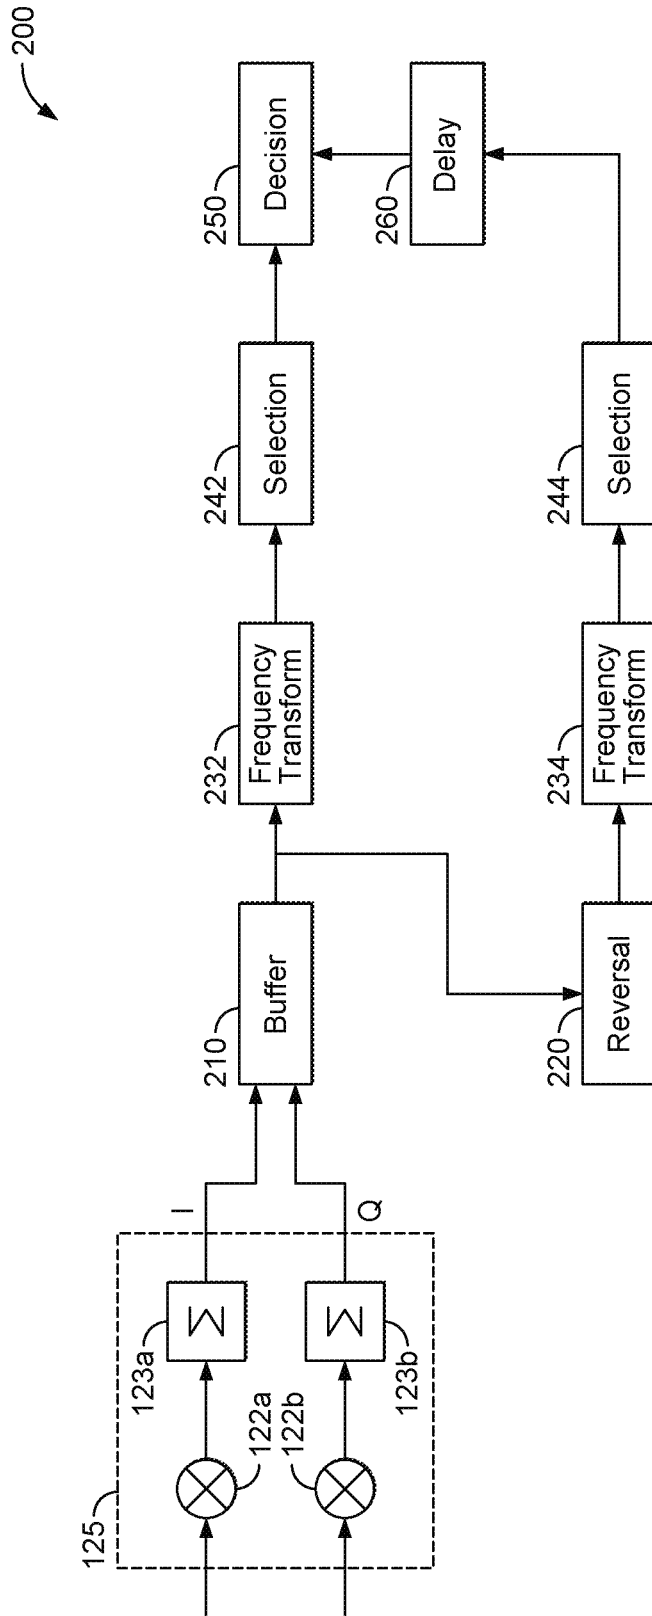 200
125
122a
123a
Σ
I
122b
123b
Σ
Q
210
Buffer
232
Frequency
Transform
242
Selection
250
Decision
260
Delay
220
Reversal
234
Frequency
Transform
244
Selection